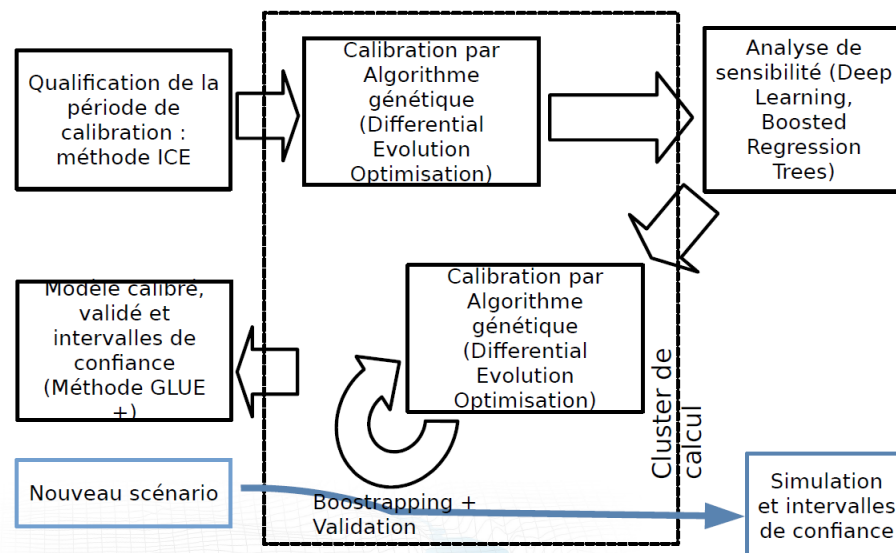 Qualification de la
période de
calibration :
méthode ICE
Calibration par
Algorithme
génétique
(Differential
Evolution
Optimisation)
Analyse de
sensibilité (Deep
Learning,
Boosted
Regression
Trees)
Calibration par
Algorithme
génétique
(Differential
Evolution
Optimisation)
Cluster de
calcul
Modèle calibré,
validé et
intervalles de
confiance
(Méthode GLUE
+)
Boostrapping +
Validation
Nouveau scénario
Simulation
et intervalles
de confiance